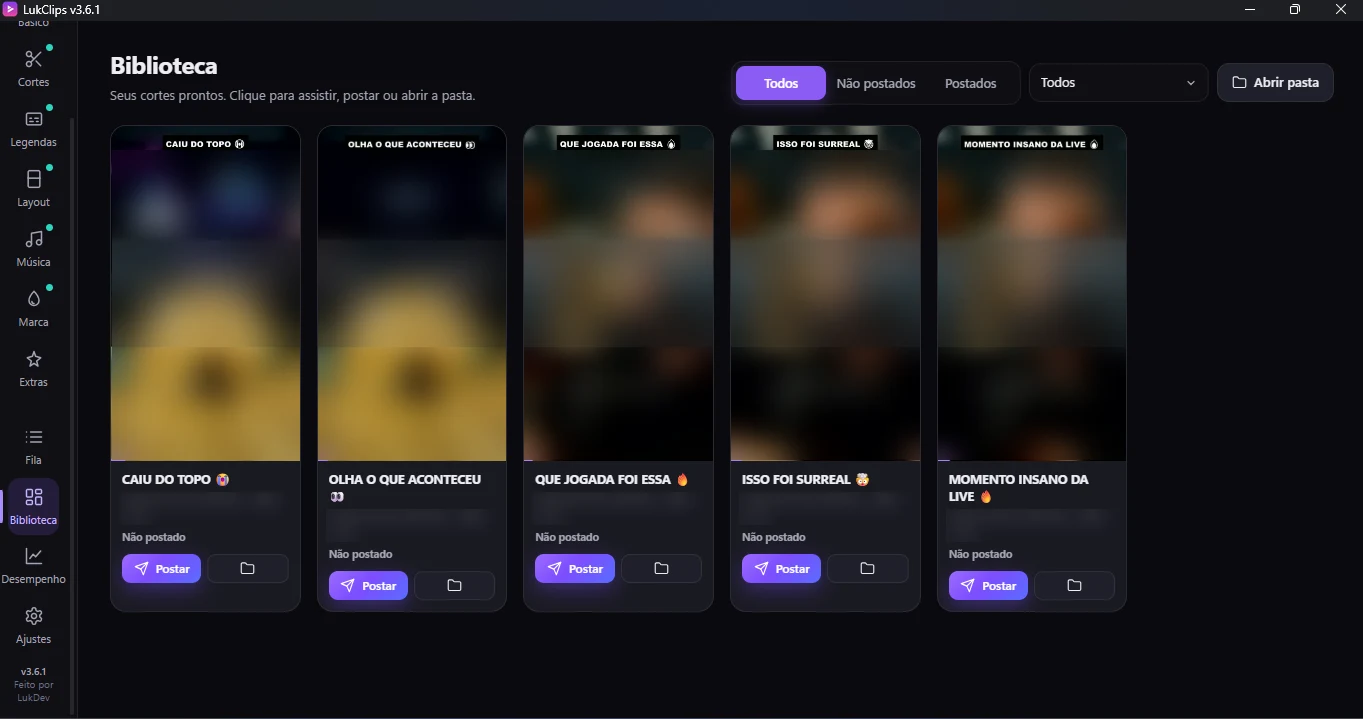 LukClips v3.6.1
Básico
Cortes
Legendas
Layout
Música
Marca
Extras
Fila
Biblioteca
Desempenho
Ajustes
v3.6.1
Feito por
LukDev
Biblioteca
Seus cortes prontos. Clique para assistir, postar ou abrir a pasta.
Todos
Não postados
Postados
Todos
Abrir pasta
CAIU DO TOPO 😭
CAIU DO TOPO 😭
Não postado
Postar
OLHA O QUE ACONTECEU 👀
OLHA O QUE ACONTECEU
👀
Não postado
Postar
QUE JOGADA FOI ESSA 🔥
QUE JOGADA FOI ESSA 🔥
Não postado
Postar
ISSO FOI SURREAL 🤯
ISSO FOI SURREAL 🤯
Não postado
Postar
MOMENTO INSANO DA LIVE 🔥
MOMENTO INSANO DA
LIVE 🔥
Não postado
Postar